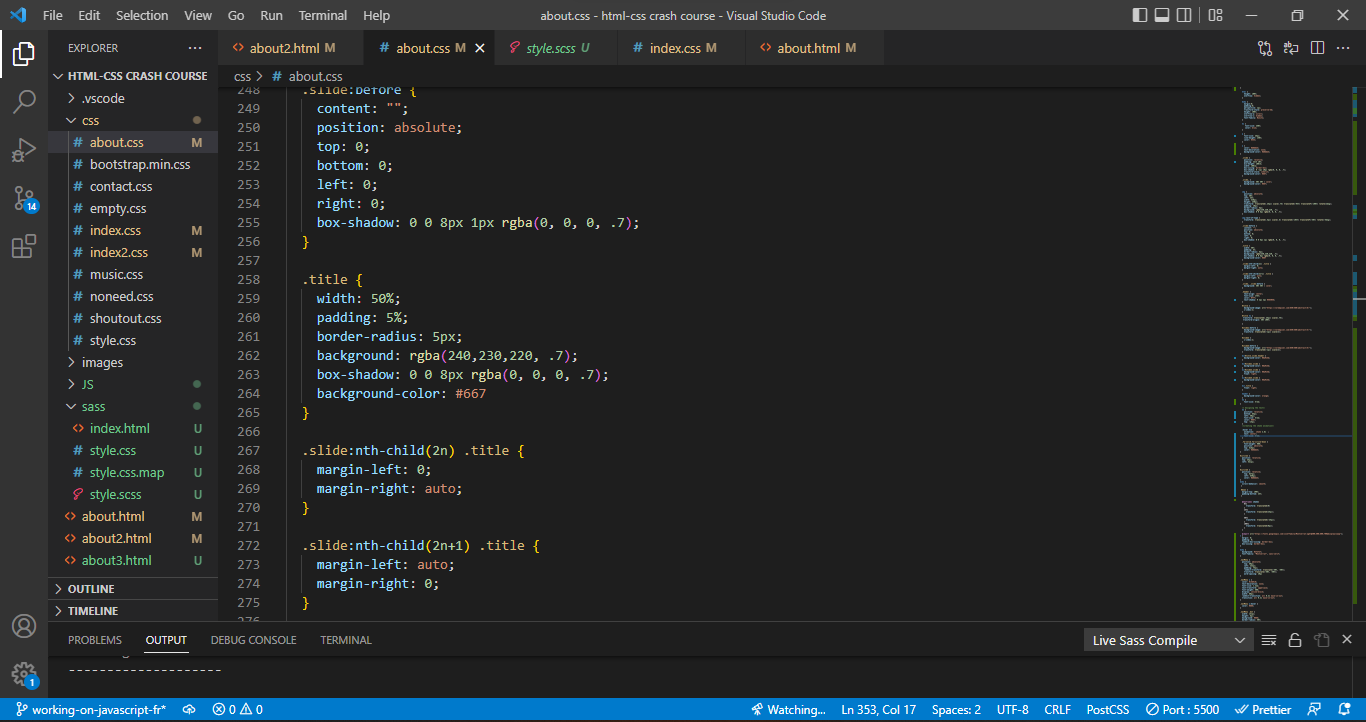 File Edit Selection View Go Run Terminal Help about.css - html-css crash course - Visual Studio Code
EXPLORER ···
about2.html M about.css M style.scss U index.css M about.html M
css > # about.css
HTML-CSS CRASH COURSE
.vscode
css
# about.css M
# bootstrap.min.css
# contact.css
# empty.css
# index.css M
# index2.css M
# music.css
# noneed.css
# shoutout.css
# style.css
images
JS
sass
index.html U
# style.css U
# style.css.map U
style.scss U
about.html M
about2.html M
about3.html U
OUTLINE
TIMELINE
14
1
248 .slide:before {
249 content: "";
250 position: absolute;
251 top: 0;
252 bottom: 0;
253 left: 0;
254 right: 0;
255 box-shadow: 0 0 8px 1px rgba(0, 0, 0, .7);
256 }
257
258 .title {
259 width: 50%;
260 padding: 5%;
261 border-radius: 5px;
262 background: rgba(240,230,220, .7);
263 box-shadow: 0 0 8px rgba(0, 0, 0, .7);
264 background-color: #667
265 }
266
267 .slide:nth-child(2n) .title {
268 margin-left: 0;
269 margin-right: auto;
270 }
271
272 .slide:nth-child(2n+1) .title {
273 margin-left: auto;
274 margin-right: 0;
275 }
276
PROBLEMS OUTPUT DEBUG CONSOLE TERMINAL Live Sass Compile
--------------------
working-on-javascript-fr* 0 0 Watching... Ln 353, Col 17 Spaces: 2 UTF-8 CRLF PostCSS Port : 5500 Prettier